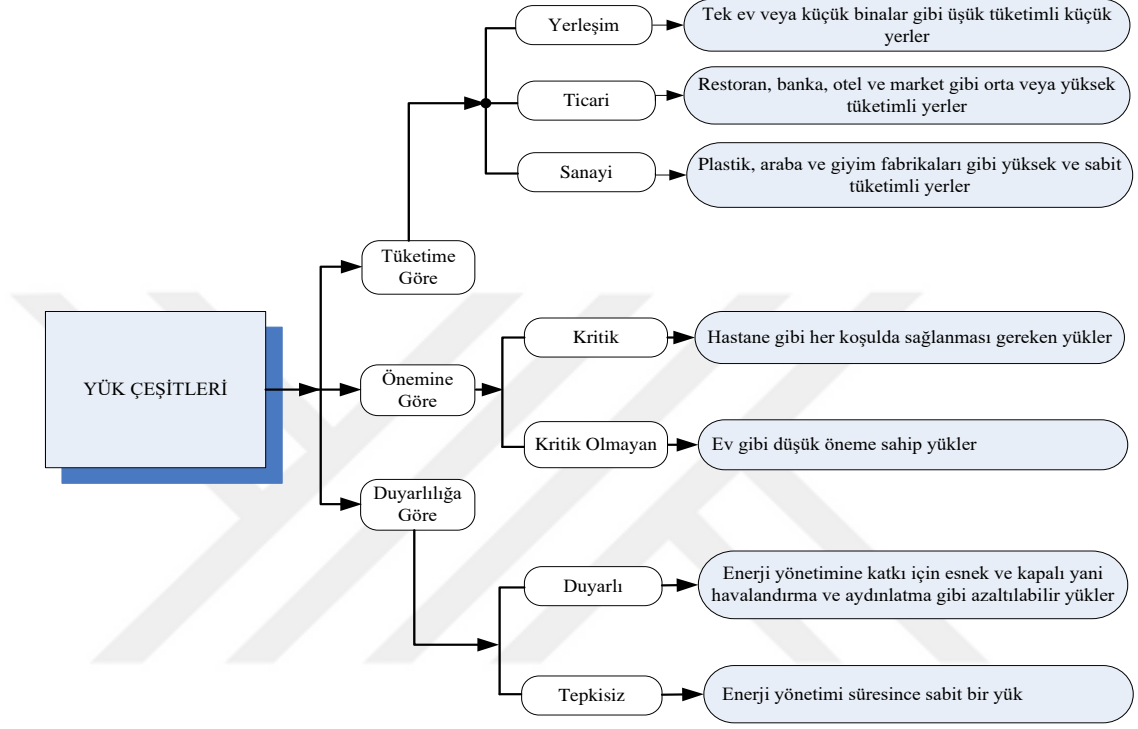 Yerleşim
Tek ev veya küçük binalar gibi üşük tüketimli küçük
yerler
Ticari
Restoran, banka, otel ve market gibi orta veya yüksek
tüketimli yerler
Sanayi
Plastik, araba ve giyim fabrikaları gibi yüksek ve sabit
tüketimli yerler
Tüketime
Göre
YÜK ÇEŞİTLERİ
Önemine
Göre
Kritik
Hastane gibi her koşulda sağlanması gereken yükler
Kritik Olmayan
Ev gibi düşük öneme sahip yükler
Duyarlılığa
Göre
Duyarlı
Enerji yönetimine katkı için esnek ve kapalı yani
havalandırma ve aydınlatma gibi azaltılabilir yükler
Tepkisiz
Enerji yönetimi süresince sabit bir yük